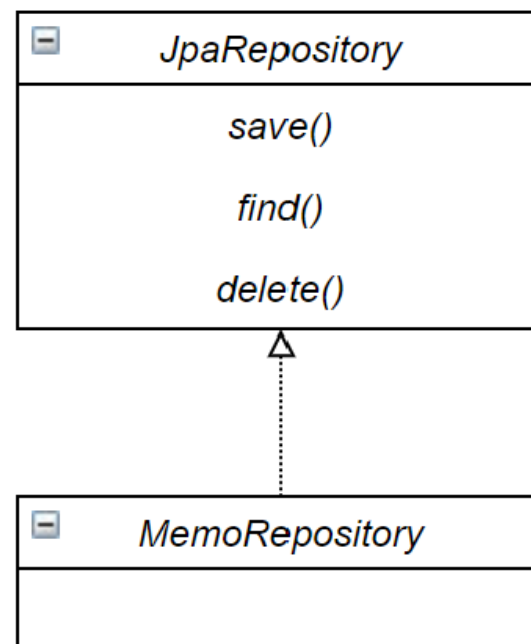 JpaRepository
save()
find()
delete()
MemoRepository